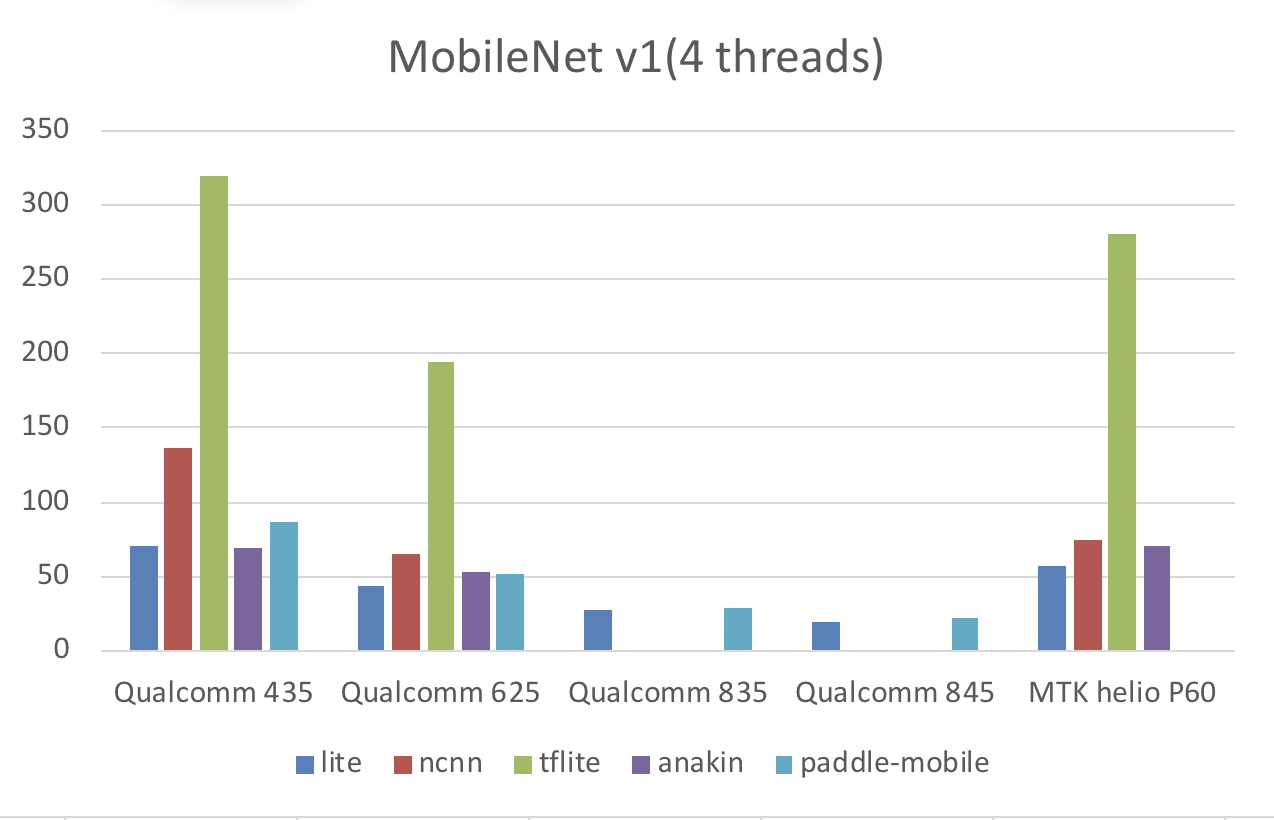 MobileNet v1(4 threads)
350
300
250
200
150
100
50
0
Qualcomm 435 Qualcomm 625 Qualcomm 835 Qualcomm 845 MTK helio P60
lite ncnn tflite anakin paddle-mobile